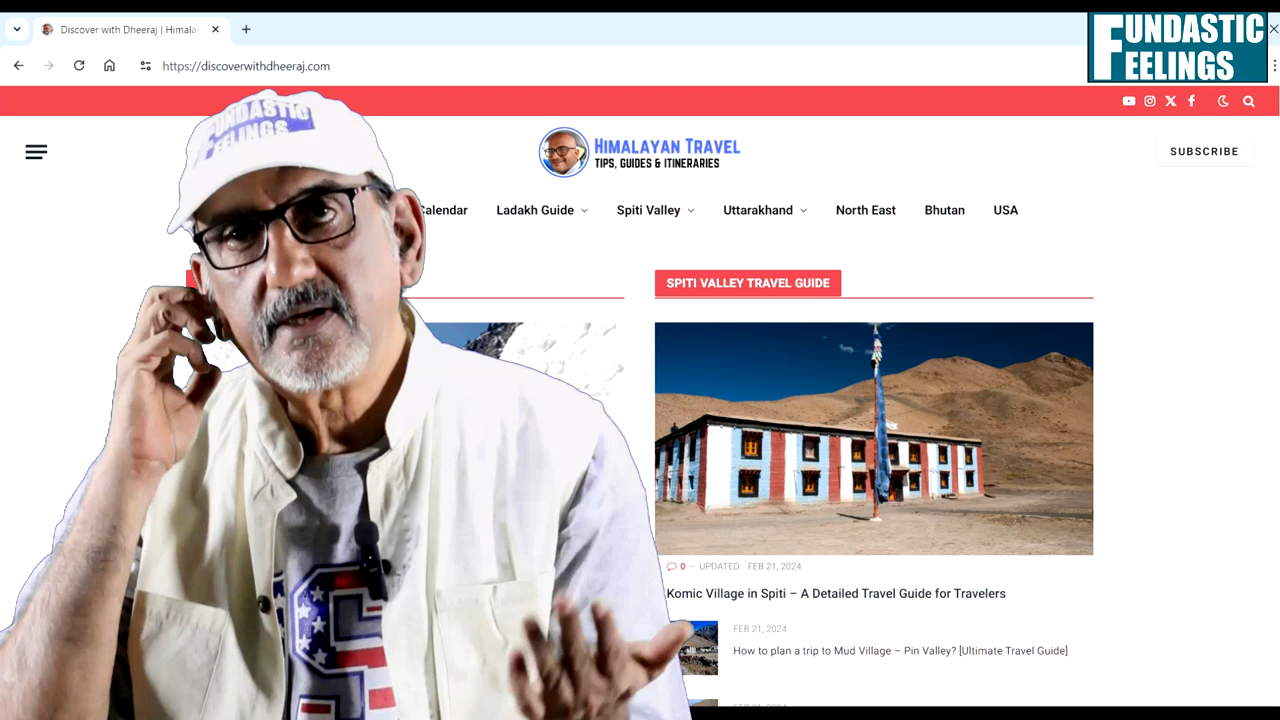 Discover with Dheeraj | Himala
FUNDASTIC
FEELINGS
https://discoverwithdheeraj.com
FUNDASTIC
FEELINGS
HIMALAYAN TRAVEL
TIPS, GUIDES & ITINERARIES
SUBSCRIBE
Calendar Ladakh Guide Spiti Valley Uttarakhand North East Bhutan USA
SPITI VALLEY TRAVEL GUIDE
0 – UPDATED: FEB 21, 2024
Komic Village in Spiti – A Detailed Travel Guide for Travelers
FEB 21, 2024
How to plan a trip to Mud Village – Pin Valley? [Ultimate Travel Guide]